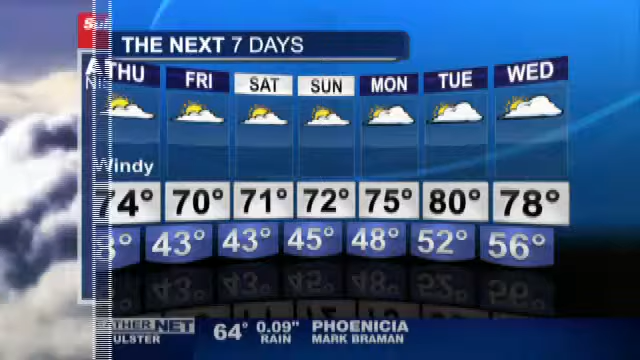 THE NEXT 7 DAYS
THU FRI SAT SUN MON TUE WED
Windy
74° 70° 71° 72° 75° 80° 78°
43° 43° 45° 48° 52° 56°
NET 64° 0.09" PHOENICIA
ULSTER RAIN MARK BRAMAN